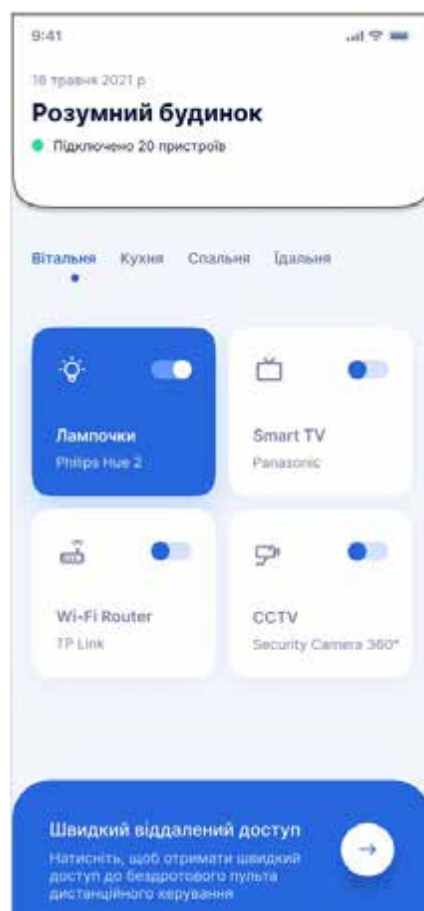 9:41
18 травня 2021 р
Розумний будинок
Підключено 20 пристроїв
Вітальня Кухня Спальня Їдальня
Лампочки
Philips Hue 2
Smart TV
Panasonic
Wi-Fi Router
TP Link
CCTV
Security Camera 360°
Швидкий віддалений доступ
Натисніть, щоб отримати швидкий
доступ до бездротового пульта
дистанційного керування